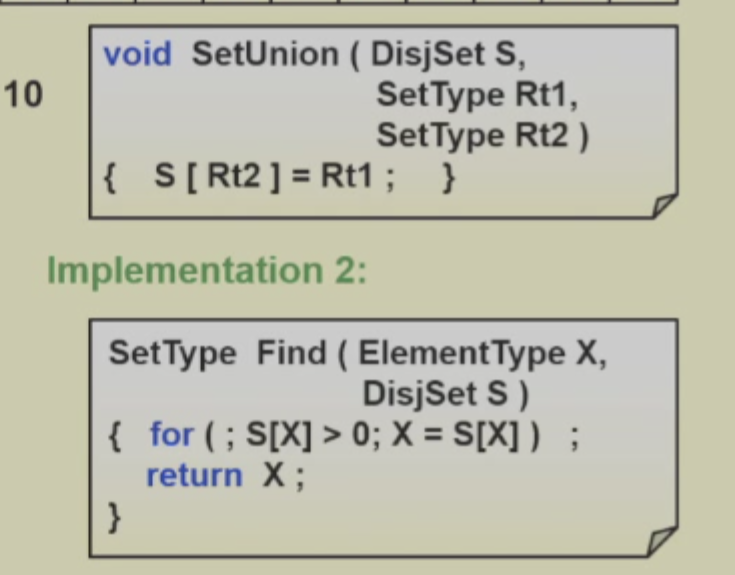 void SetUnion ( DisjSet S,
10 SetType Rt1,
SetType Rt2 )
{ S [ Rt2 ] = Rt1 ; }
Implementation 2:
SetType Find ( ElementType X,
DisjSet S )
{ for ( ; S[X] > 0; X = S[X] ) ;
return X ;
}